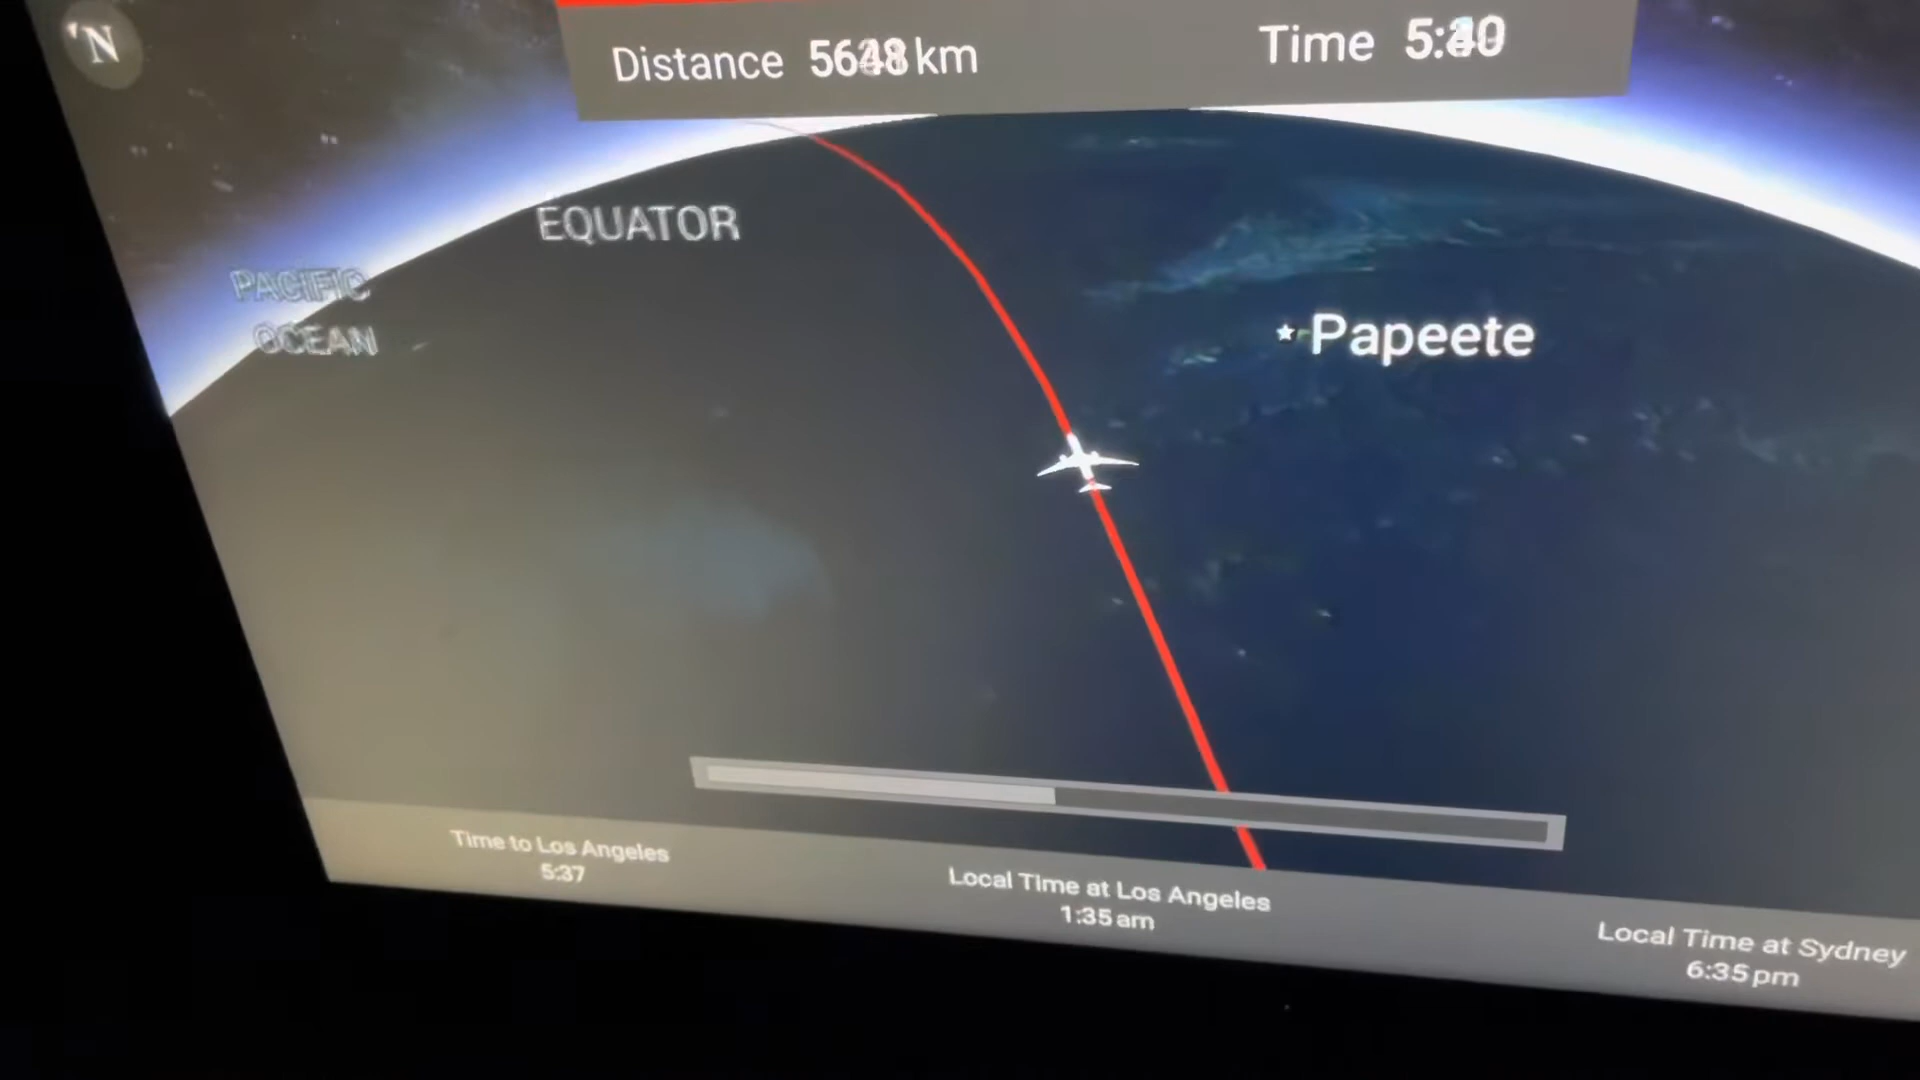 N
Distance km
Time
EQUATOR
PACIFIC
OCEAN
Papeete
Time to Los Angeles
5:37
Local Time at Los Angeles
1:35 am
Local Time at Sydney
6:35 pm